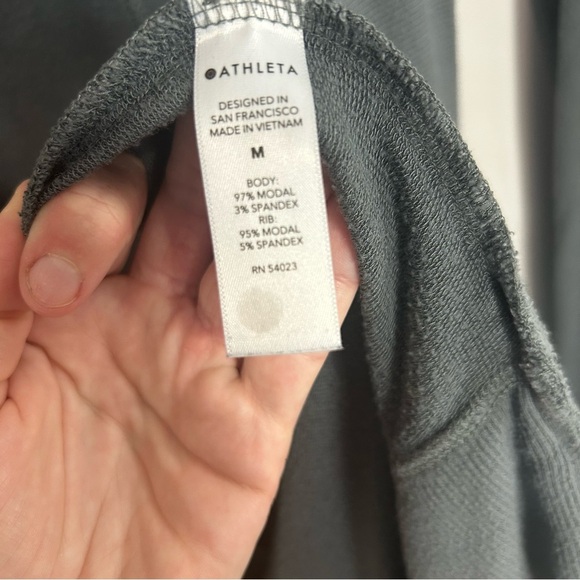 ATHLETA
DESIGNED IN
SAN FRANCISCO
MADE IN VIETNAM
M
BODY:
97% MODAL
3% SPANDEX
RIB:
95% MODAL
5% SPANDEX
RN 54023